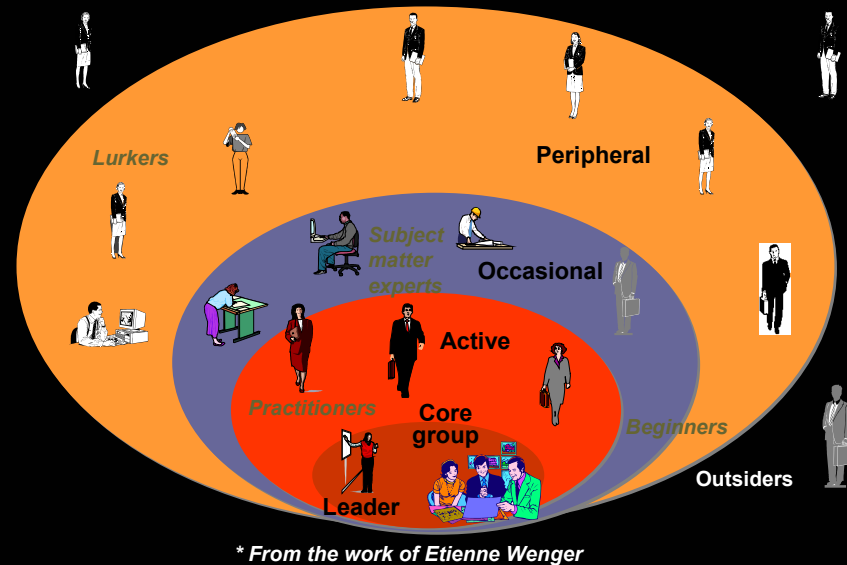 Lurkers
Peripheral
Subject
matter
experts
Occasional
Active
Practitioners
Core
group
Beginners
Outsiders
Leader
* From the work of Etienne Wenger